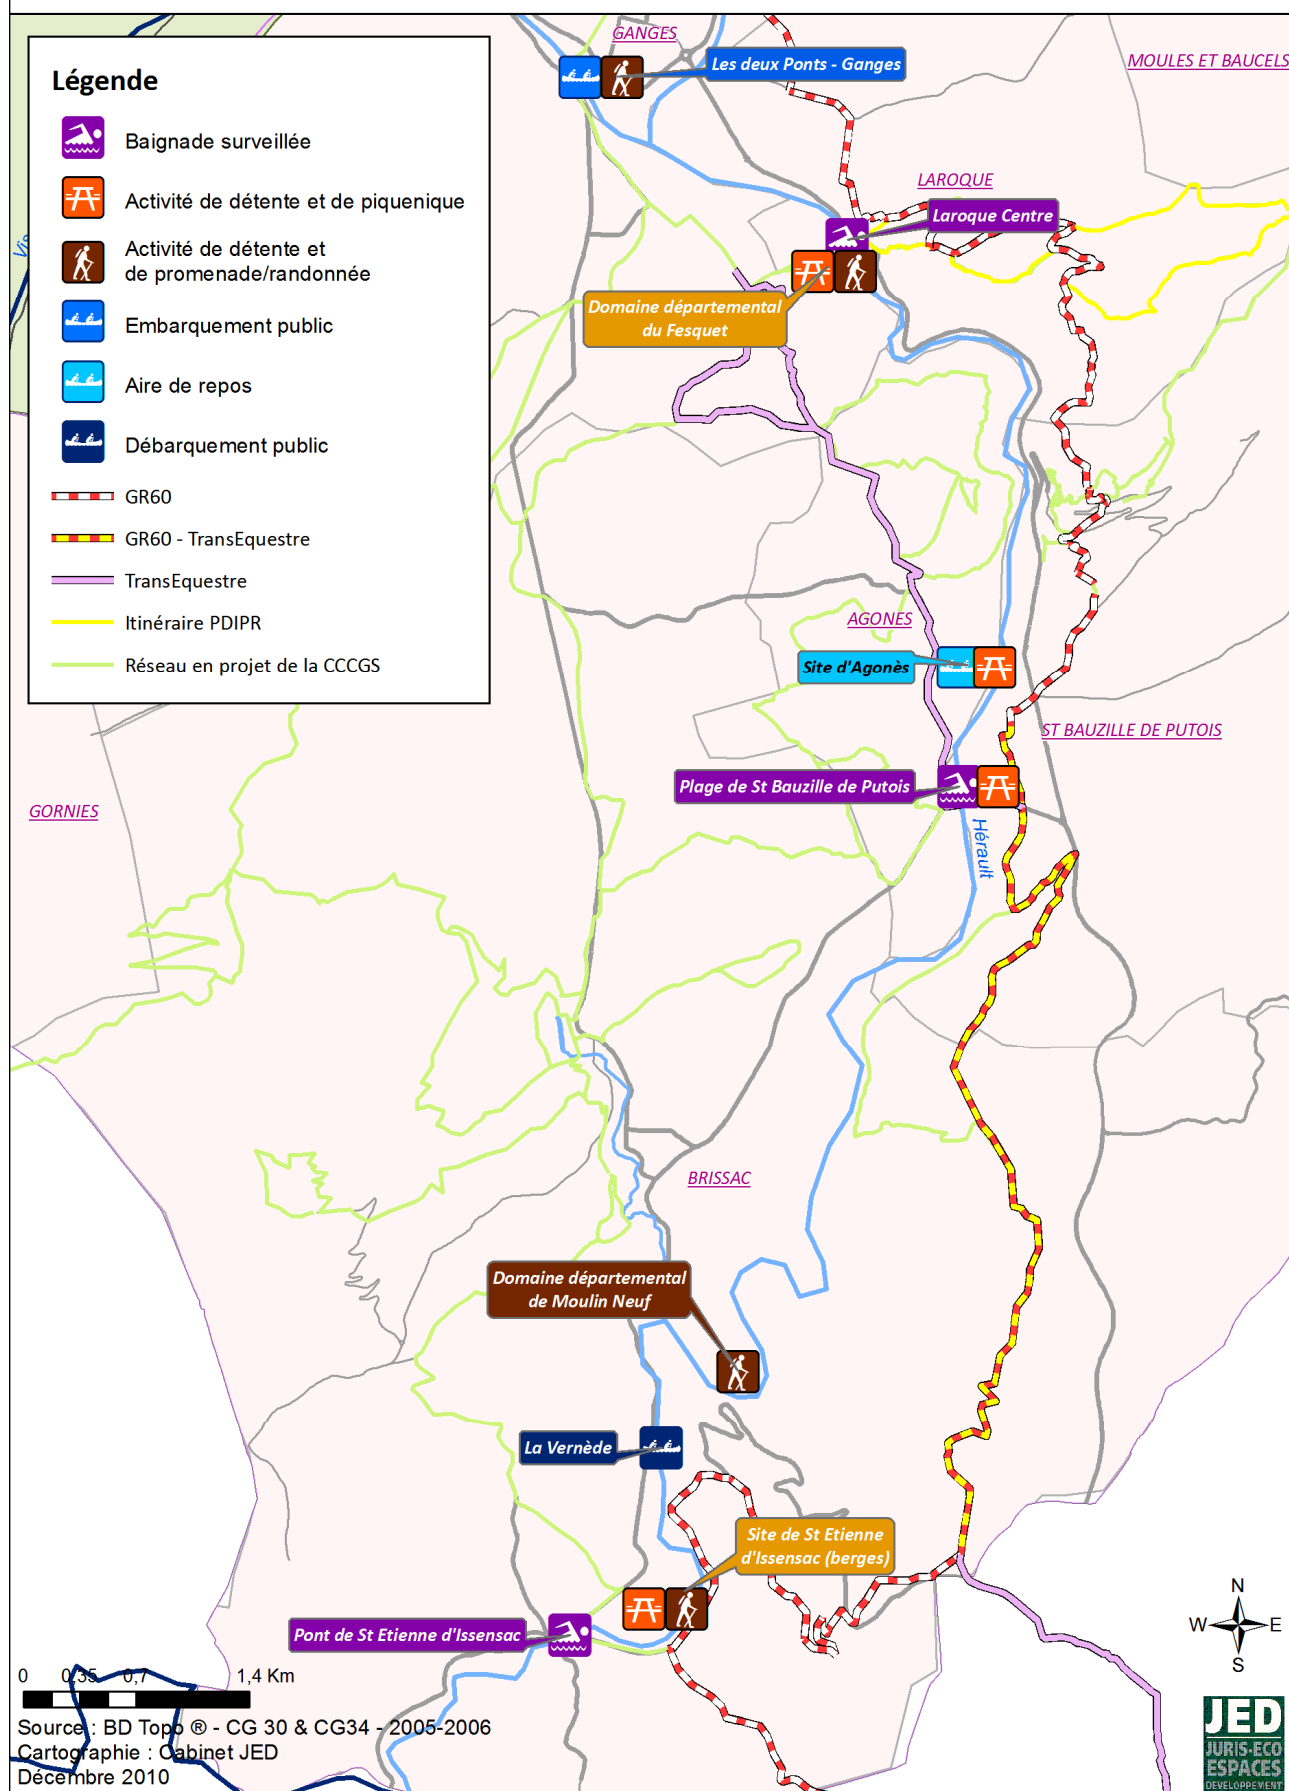 GANGES
Les deux Ponts - Ganges
MOULES ET BAUCELS
Légende
Baignade surveillée
Activité de détente et de piquenique
Activité de détente et
de promenade/randonnée
Embarquement public
Aire de repos
Débarquement public
GR60
GR60 - TransEquestre
TransEquestre
Itinéraire PDIPR
Réseau en projet de la CCCGS
LAROQUE
Laroque Centre
Domaine départemental
du Fesquet
AGONES
Site d'Agonès
ST BAUZILLE DE PUTOIS
Plage de St Bauzille de Putois
GORNIES
Hérault
BRISSAC
Domaine départemental
de Moulin Neuf
La Vernède
Site de St Etienne
d'Issensac (berges)
Pont de St Etienne d'Issensac
N
W E
S
0 0,35 0,7 1,4 Km
Source : BD Topo ® - CG 30 & CG34 - 2005-2006
Cartographie : Cabinet JED
Décembre 2010
JED
JURIS-ECO
ESPACES
DEVELOPPEMENT